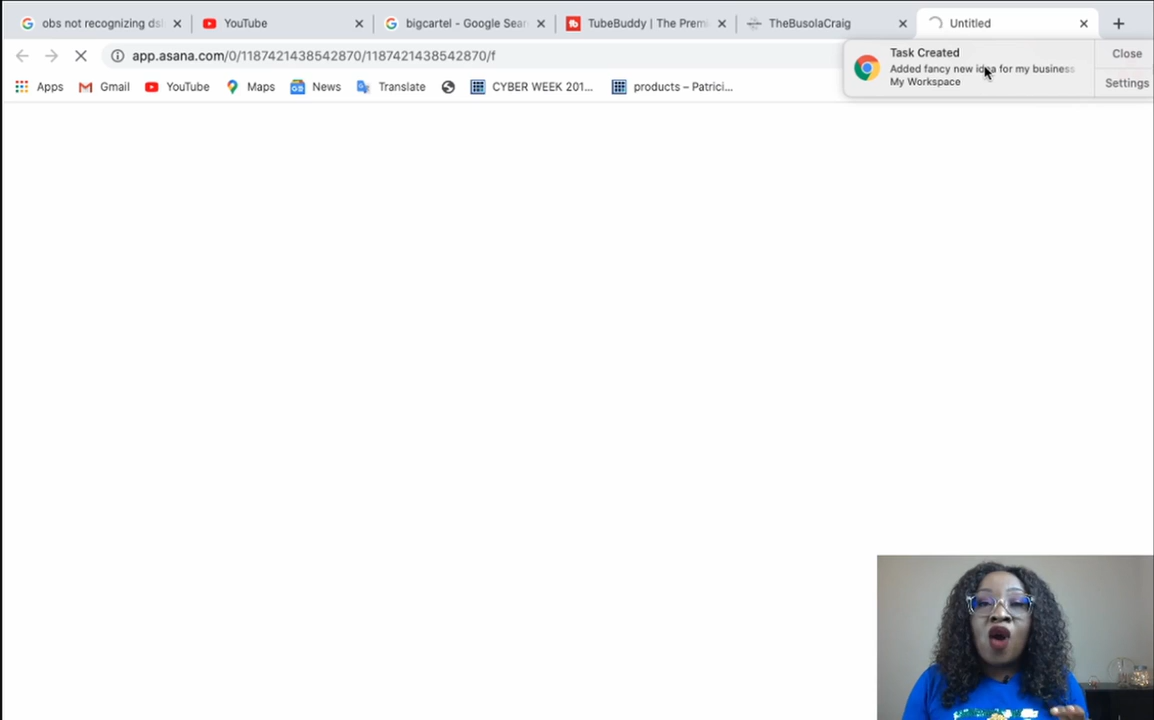 obs not recognizing ds
YouTube
bigcartel - Google Sear
TubeBuddy | The Premi
TheBusolaCraig
Untitled
app.asana.com/0/1187421438542870/1187421438542870/f
Task Created
Added fancy new idea for my business
My Workspace
Close
Settings
Apps
Gmail
YouTube
Maps
News
Translate
CYBER WEEK 201...
products – Patrici...